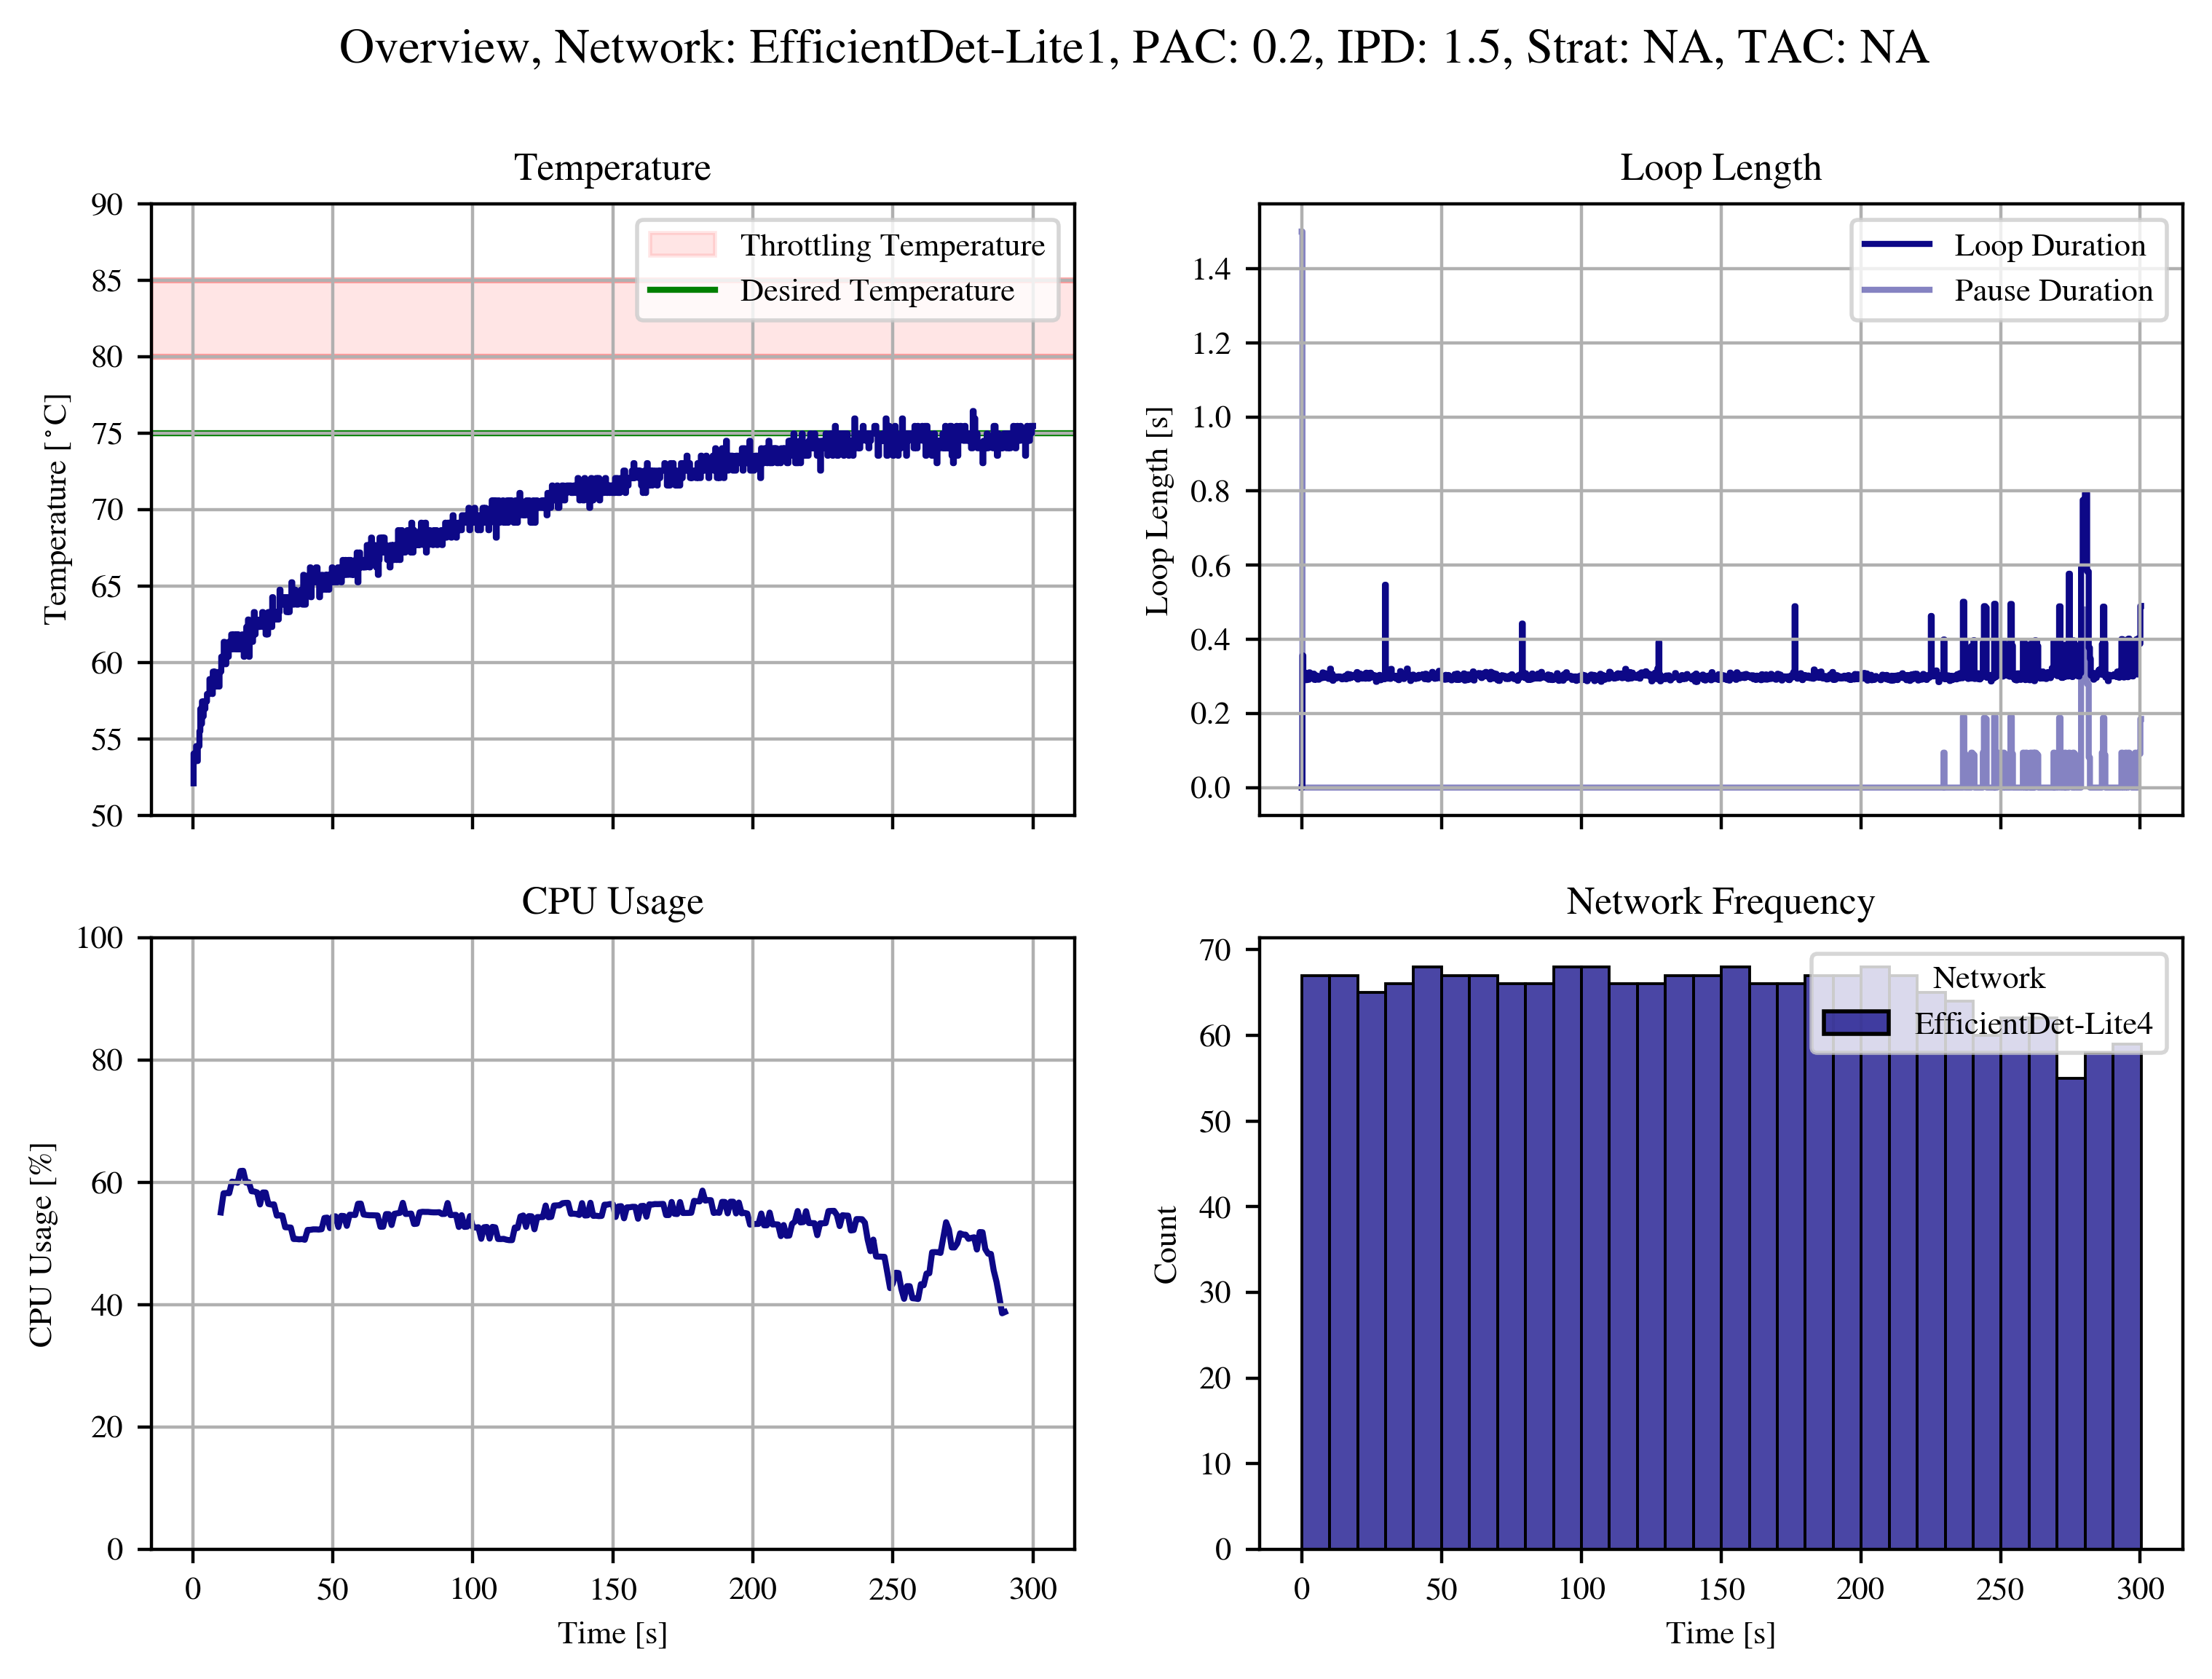 Overview, Network: EfficientDet-Lite1, PAC: 0.2, IPD: 1.5, Strat: NA, TAC: NA
Temperature
90
85
80
75
70
65
60
55
50
Temperature [°C]
Throttling Temperature
Desired Temperature
Loop Length
1.4
1.2
1.0
0.8
0.6
0.4
0.2
0.0
Loop Length [s]
Loop Duration
Pause Duration
CPU Usage
100
80
60
40
20
0
CPU Usage [%]
0 50 100 150 200 250 300
Time [s]
Network Frequency
70
60
50
40
30
20
10
0
Count
Network
EfficientDet-Lite4
0 50 100 150 200 250 300
Time [s]